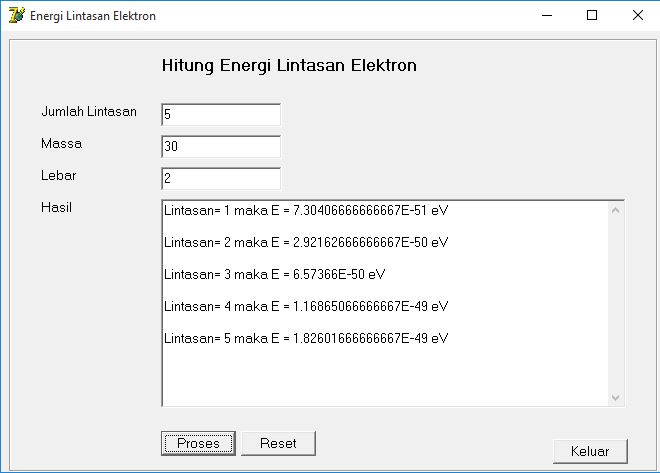 Energi Lintasan Elektron
Hitung Energi Lintasan Elektron
Jumlah Lintasan 5
Massa 30
Lebar 2
Hasil
Lintasan= 1 maka E = 7.30406666666667E-51 eV
Lintasan= 2 maka E = 2.92162666666667E-50 eV
Lintasan= 3 maka E = 6.57366E-50 eV
Lintasan= 4 maka E = 1.16865066666667E-49 eV
Lintasan= 5 maka E = 1.82601666666667E-49 eV
Proses Reset
Keluar